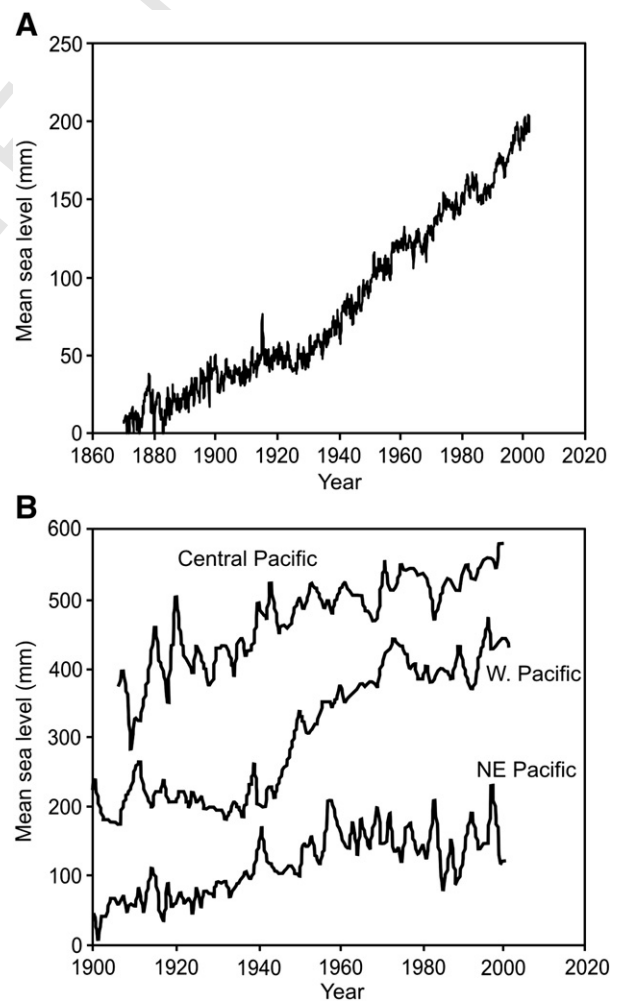 A
Mean sea level (mm)
250
200
150
100
50
0
1860 1880 1900 1920 1940 1960 1980 2000 2020
Year
B
Mean sea level (mm)
600
500
400
300
200
100
0
Central Pacific
W. Pacific
NE Pacific
1900 1920 1940 1960 1980 2000 2020
Year